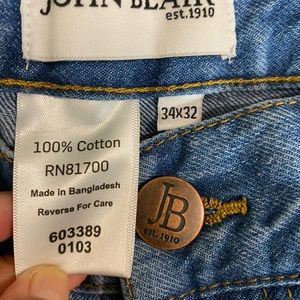 JOHN BLAIR
est.1910
34X32
100% Cotton
RN81700
Made in Bangladesh
Reverse For Care
603389
0103
JB
est. 1910